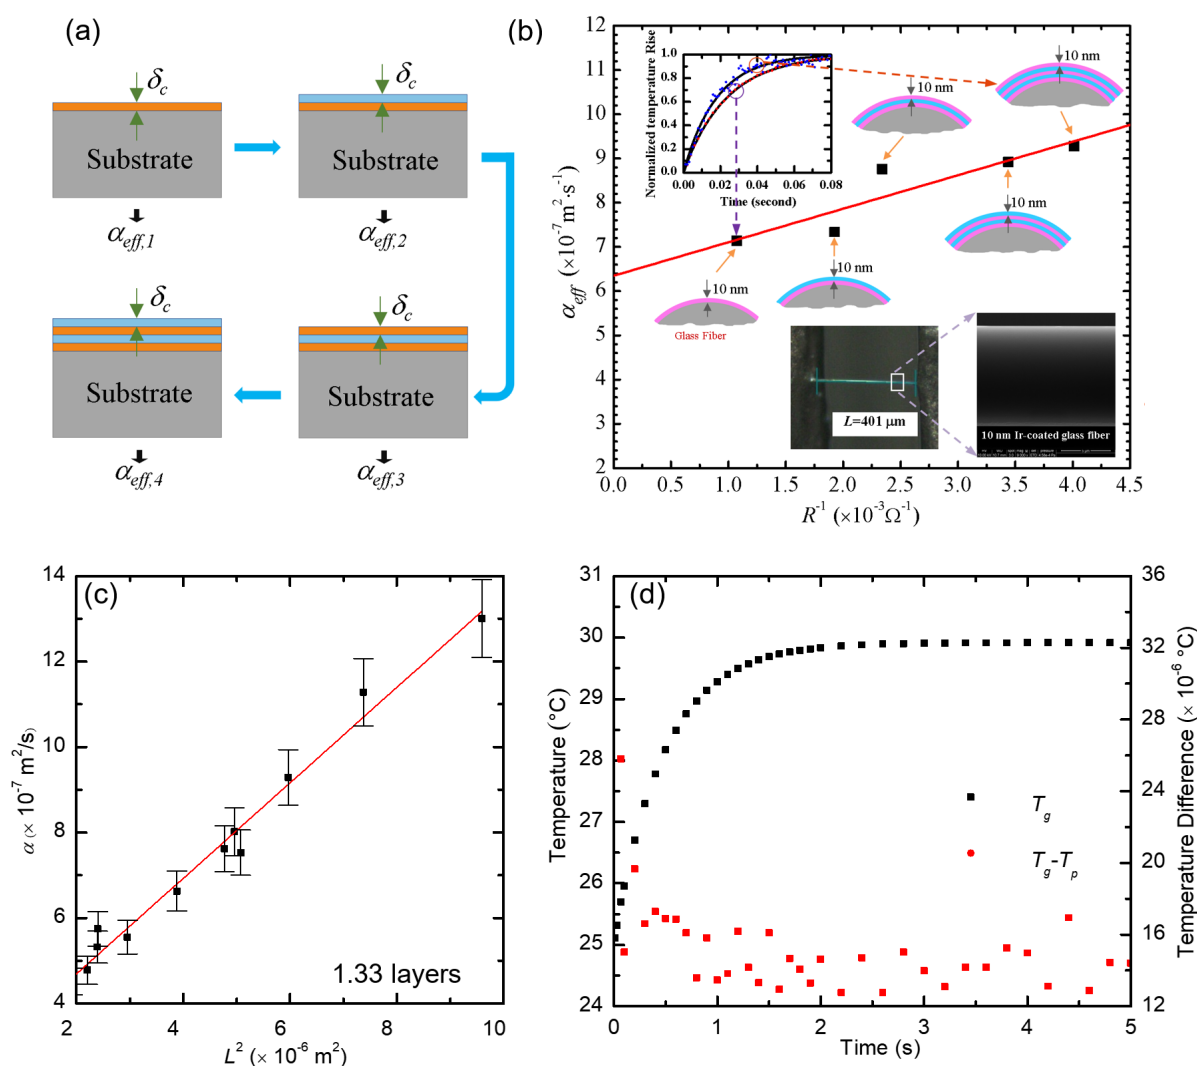 (a)
δc
δc
Substrate
Substrate
αeff,1
αeff,2
δc
δc
Substrate
Substrate
αeff,4
αeff,3
(b)
12
11
10
9
8
7
6
5
4
3
2
αeff (×10-7m2·s-1)
0.0 0.5 1.0 1.5 2.0 2.5 3.0 3.5 4.0 4.5
R-1 (×10-3Ω-1)
Normalized temperature Rise
1.0
0.8
0.6
0.4
0.2
0.0
0.00 0.02 0.04 0.06 0.08
Time (second)
10 nm
10 nm
10 nm
10 nm
10 nm
Glass Fiber
L=401 μm
10 nm Ir-coated glass fiber
(c)
14
12
10
8
6
4
α (× 10-7 m2/s)
1.33 layers
2 4 6 8 10
L2 (× 10-6 m2)
(d)
31
30
29
28
27
26
25
24
Temperature (°C)
36
32
28
24
20
16
12
Temperature Difference (× 10-6 °C)
Tg
Tg-Tp
0 1 2 3 4 5
Time (s)